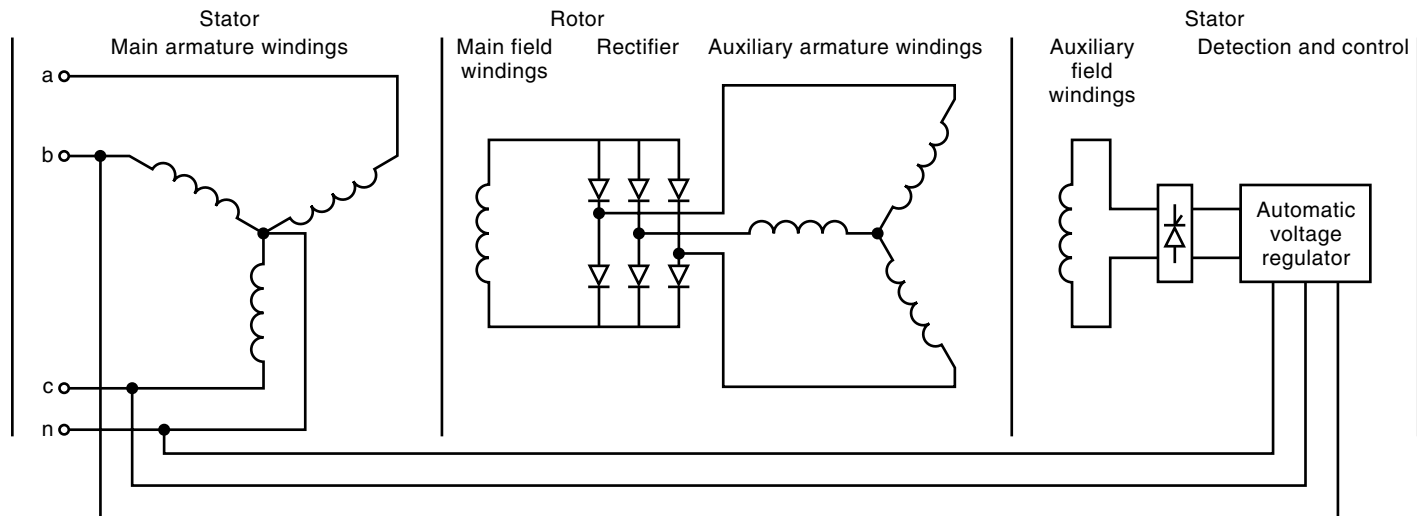 Stator
Main armature windings
Rotor
Main field
windings
Rectifier
Auxiliary armature windings
Stator
Auxiliary
field
windings
Detection and control
a
b
c
n
Automatic
voltage
regulator